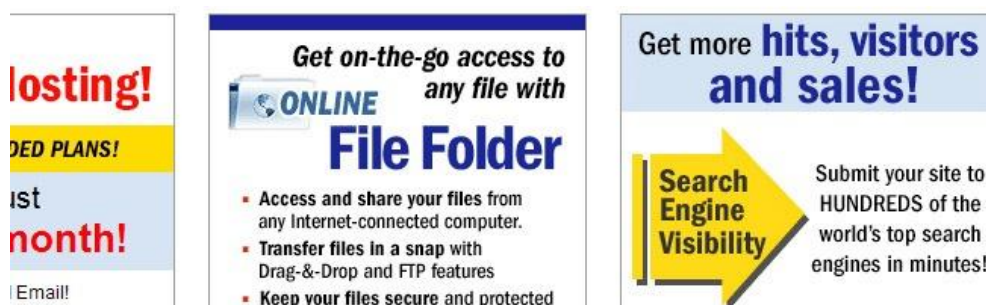 DED PLANS!
month!
Email!
Get on-the-go access to
any file with
ONLINE
File Folder
Access and share your files from
any Internet-connected computer.
Transfer files in a snap with
Drag-&-Drop and FTP features
Keep your files secure and protected
Get more hits, visitors
and sales!
Search
Engine
Visibility
Submit your site to
HUNDREDS of the
world's top search
engines in minutes!